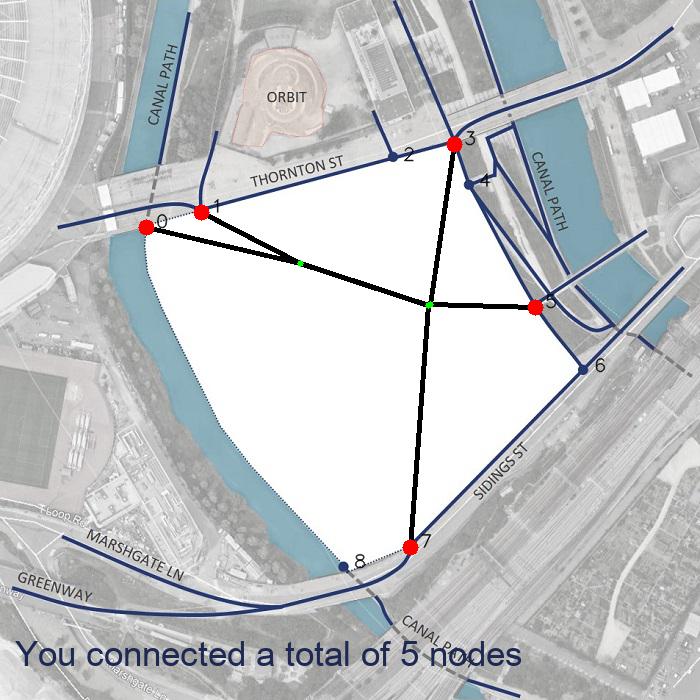 CANAL PATH
ORBIT
THORNTON ST
CANAL PATH
0
1
2
3
4
5
6
7
8
SIDINGS ST
MARSHGATE LN
GREENWAY
CANAL PATH
You connected a total of 5 nodes